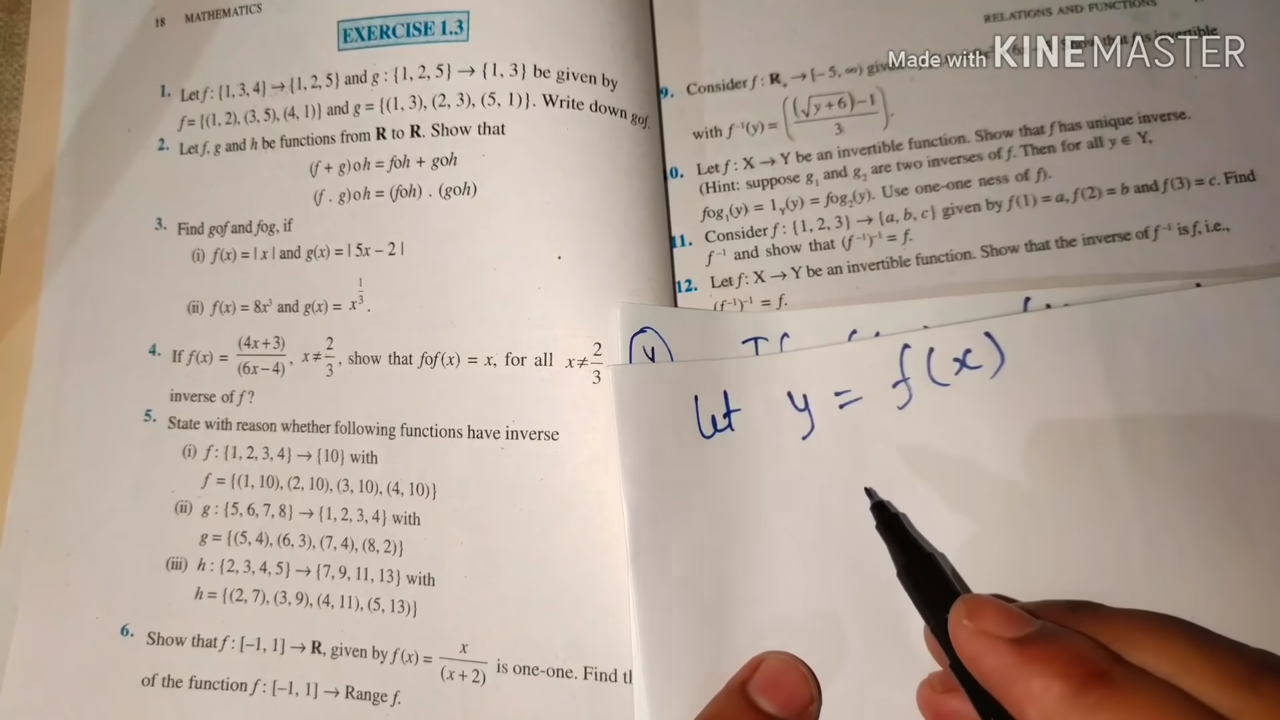 18 MATHEMATICS
EXERCISE 1.3
1. Let f : {1, 3, 4} → {1, 2, 5} and g : {1, 2, 5} → {1, 3} be given by
f = {(1, 2), (3, 5), (4, 1)} and g = {(1, 3), (2, 3), (5, 1)}. Write down gof.
2. Let f, g and h be functions from R to R. Show that
(f + g)oh = foh + goh
(f . g)oh = (foh) . (goh)
3. Find gof and fog, if
(i) f(x) = | x | and g(x) = | 5x − 2 |
(ii) f(x) = 8x³ and g(x) = x^(1/3).
4. If f(x) = (4x+3)/(6x−4), x ≠ 2/3, show that fof(x) = x, for all x ≠ 2/3
inverse of f?
5. State with reason whether following functions have inverse
(i) f : {1, 2, 3, 4} → {10} with
f = {(1, 10), (2, 10), (3, 10), (4, 10)}
(ii) g : {5, 6, 7, 8} → {1, 2, 3, 4} with
g = {(5, 4), (6, 3), (7, 4), (8, 2)}
(iii) h : {2, 3, 4, 5} → {7, 9, 11, 13} with
h = {(2, 7), (3, 9), (4, 11), (5, 13)}
6. Show that f : [−1, 1] → R, given by f(x) = x/(x+2) is one-one. Find
of the function f : [−1, 1] → Range f.
RELATIONS AND FUNCTIONS
Made with KINEMASTER
9. Consider f : R₊ → [− 5, ∞) invertible
with f⁻¹(y) = ((√y+6)−1)/3).
0. Let f : X → Y be an invertible function. Show that f has unique inverse.
(Hint: suppose g₁ and g₂ are two inverses of f. Then for all y ∈ Y,
fog₁(y) = 1Y(y) = fog₂(y). Use one-one ness of f).
11. Consider f : {1, 2, 3} → {a, b, c} given by f(1) = a, f(2) = b and f(3) = c. Find
f⁻¹ and show that (f⁻¹)⁻¹ = f.
12. Let f : X → Y be an invertible function. Show that the inverse of f⁻¹ is f, i.e.,
(f⁻¹)⁻¹ = f.
let y = f(x)